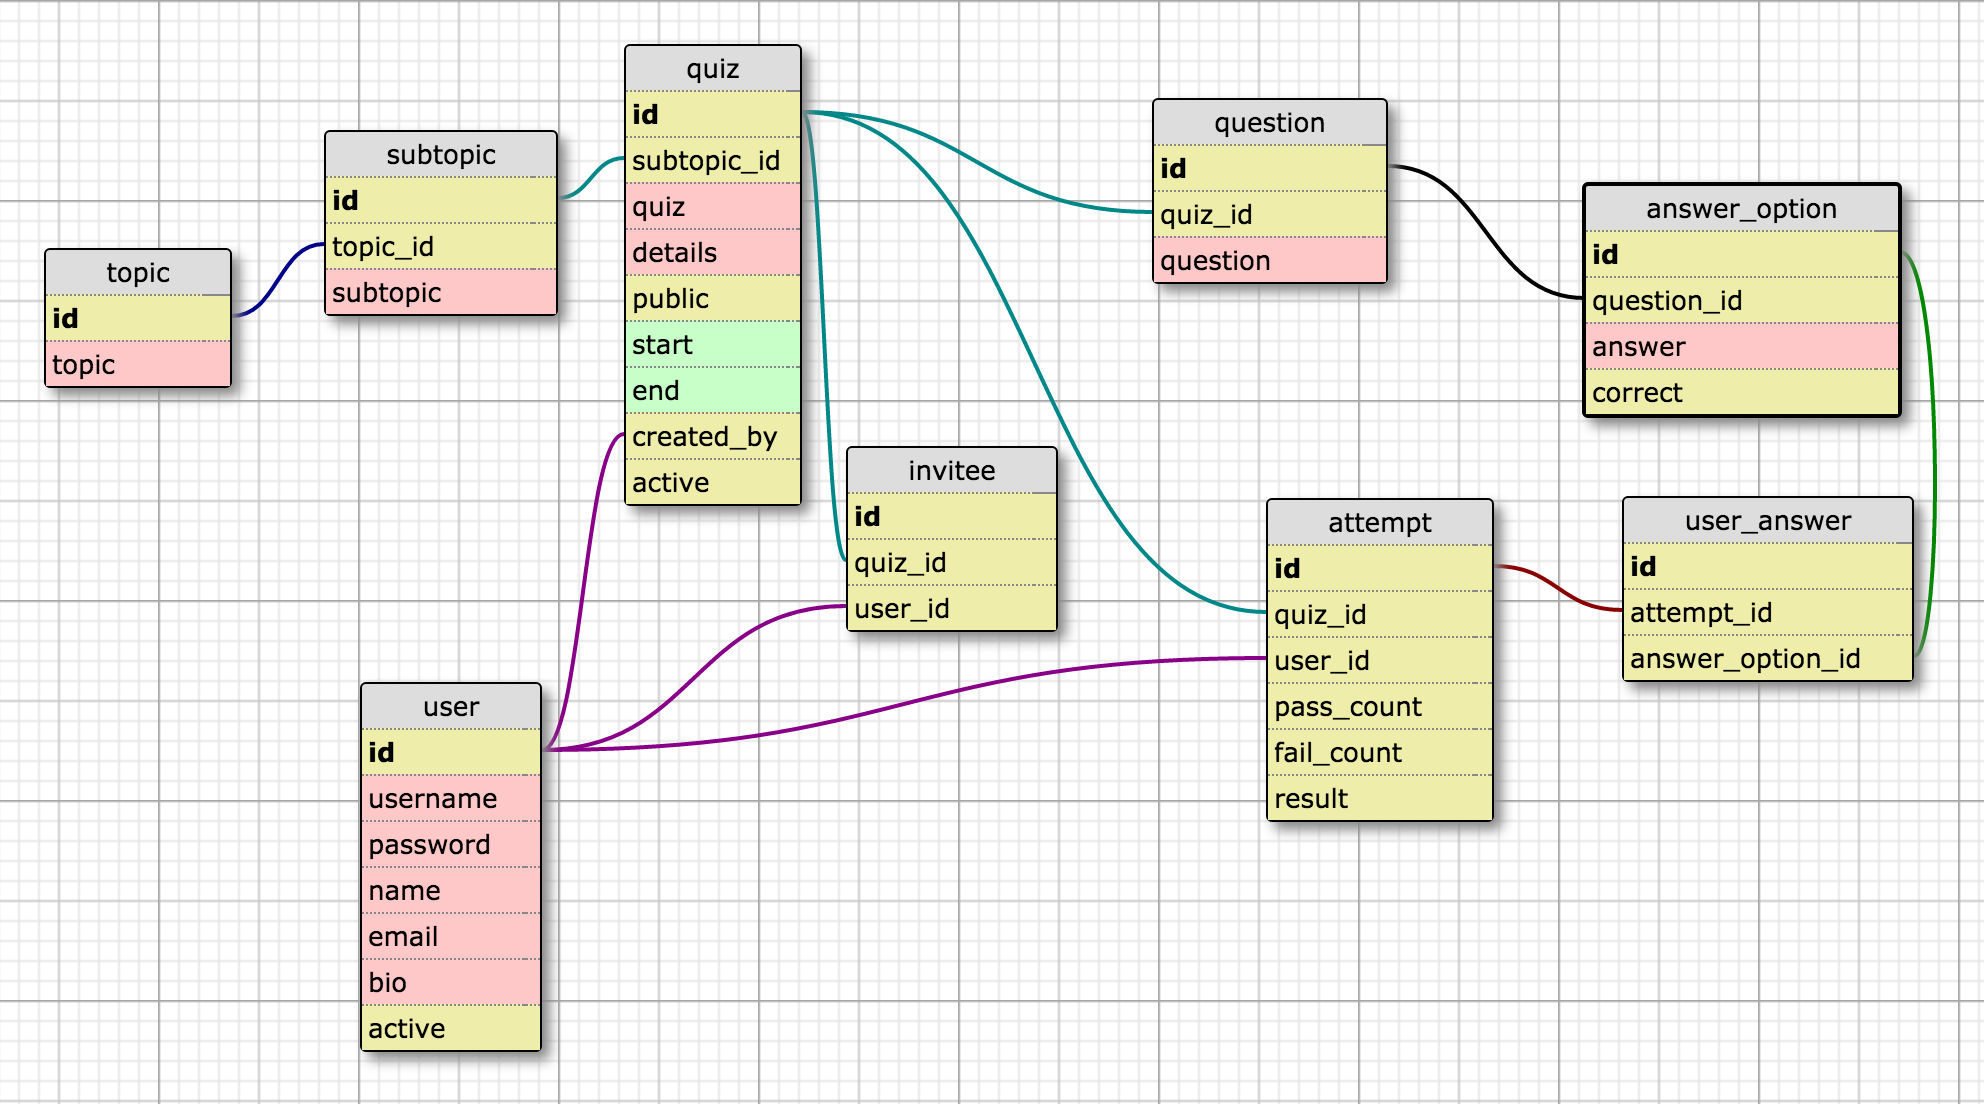 topic
id
topic
subtopic
id
topic_id
subtopic
quiz
id
subtopic_id
quiz
details
public
start
end
created_by
active
question
id
quiz_id
question
answer_option
id
question_id
answer
correct
invitee
id
quiz_id
user_id
attempt
id
quiz_id
user_id
pass_count
fail_count
result
user_answer
id
attempt_id
answer_option_id
user
id
username
password
name
email
bio
active